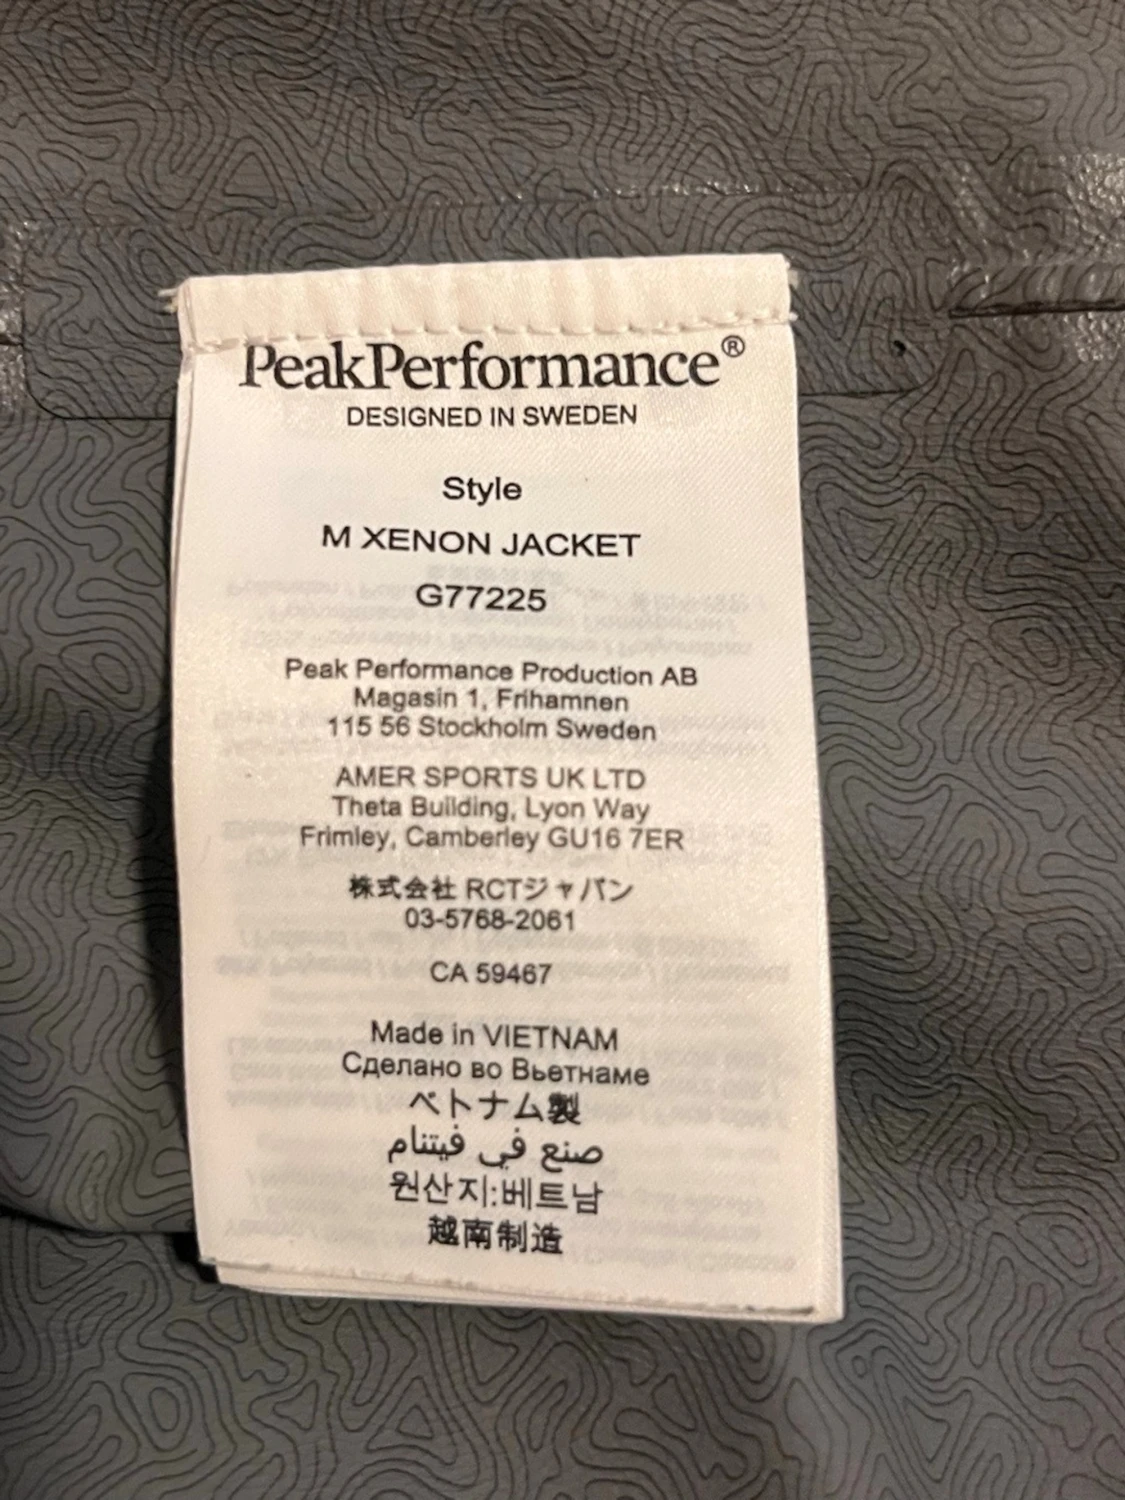 PeakPerformance®
DESIGNED IN SWEDEN
Style
M XENON JACKET
G77225
Peak Performance Production AB
Magasin 1, Frihamnen
115 56 Stockholm Sweden
AMER SPORTS UK LTD
Theta Building, Lyon Way
Frimley, Camberley GU16 7ER
株式会社 RCTジャパン
03-5768-2061
CA 59467
Made in VIETNAM
Сделано во Вьетнаме
ベトナム製
صنع في فيتنام
원산지:베트남
越南制造